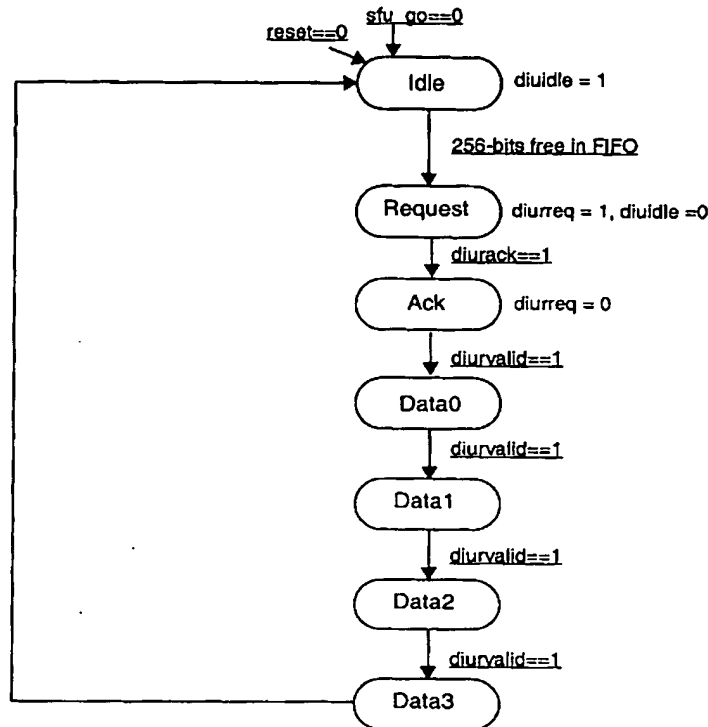 sfu_go==0
reset==0
Idle
diuidle = 1
256-bits free in FIFO
Request
diurreq = 1, diuidle =0
diurack==1
Ack
diurreq = 0
diurvalid==1
Data0
diurvalid==1
Data1
diurvalid==1
Data2
diurvalid==1
Data3